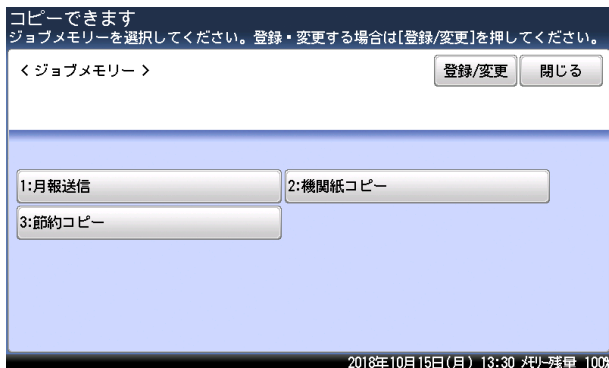 コピーできます
ジョブメモリーを選択してください。登録・変更する場合は[登録/変更]を押してください。
< ジョブメモリー >
登録/変更
閉じる
1:月報送信
2:機関紙コピー
3:節約コピー
2018年10月15日(月) 13:30 メモリー残量 100%